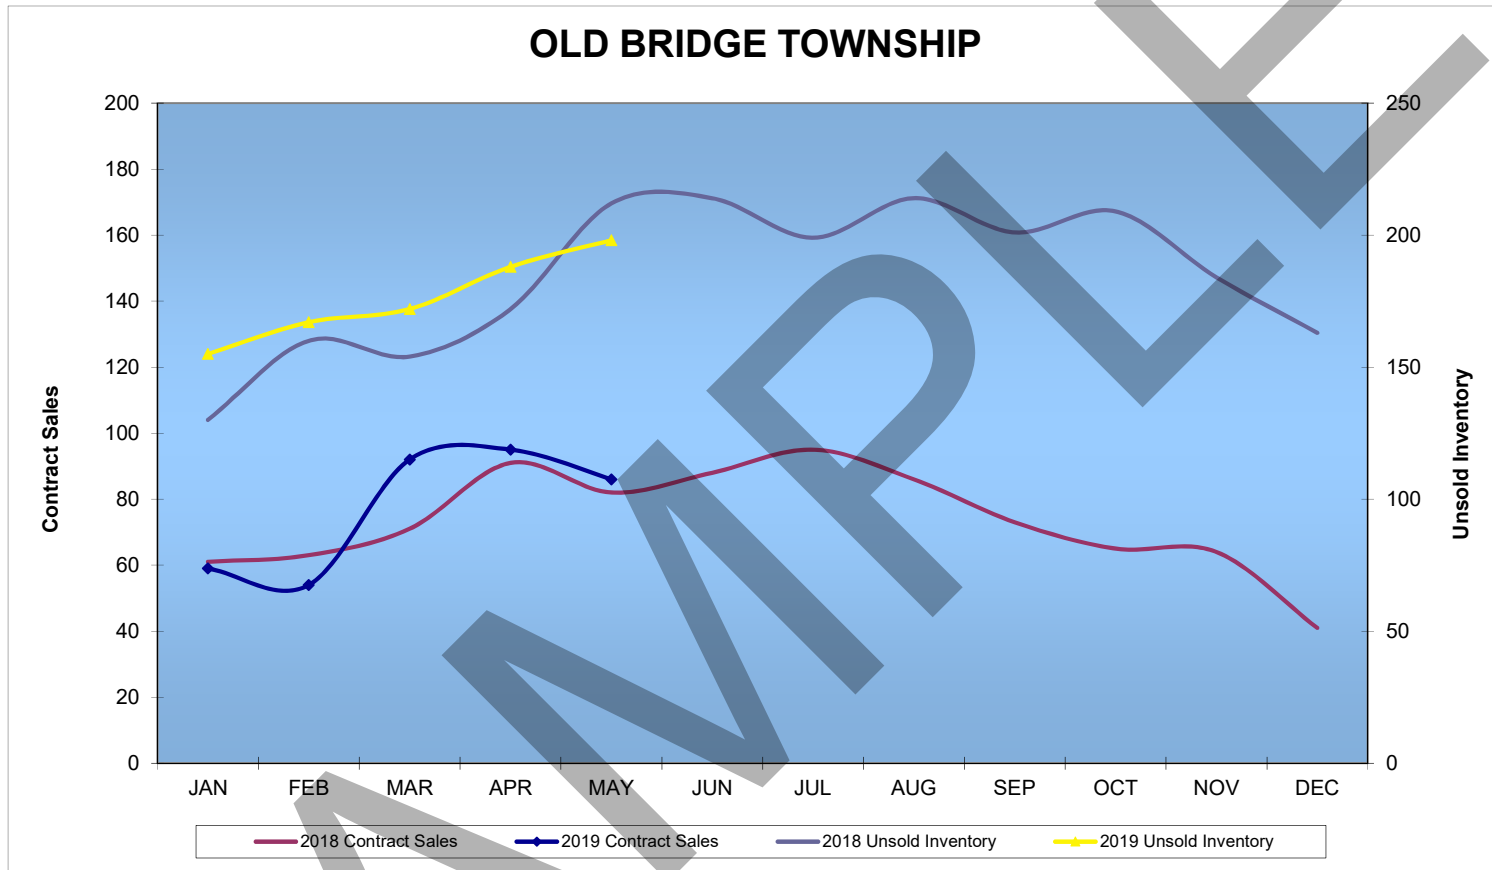 OLD BRIDGE TOWNSHIP
200
180
160
140
120
100
80
60
40
20
0
Contract Sales
250
200
150
100
50
0
Unsold Inventory
JAN FEB MAR APR MAY JUN JUL AUG SEP OCT NOV DEC
2018 Contract Sales 2019 Contract Sales 2018 Unsold Inventory 2019 Unsold Inventory
AMPLE